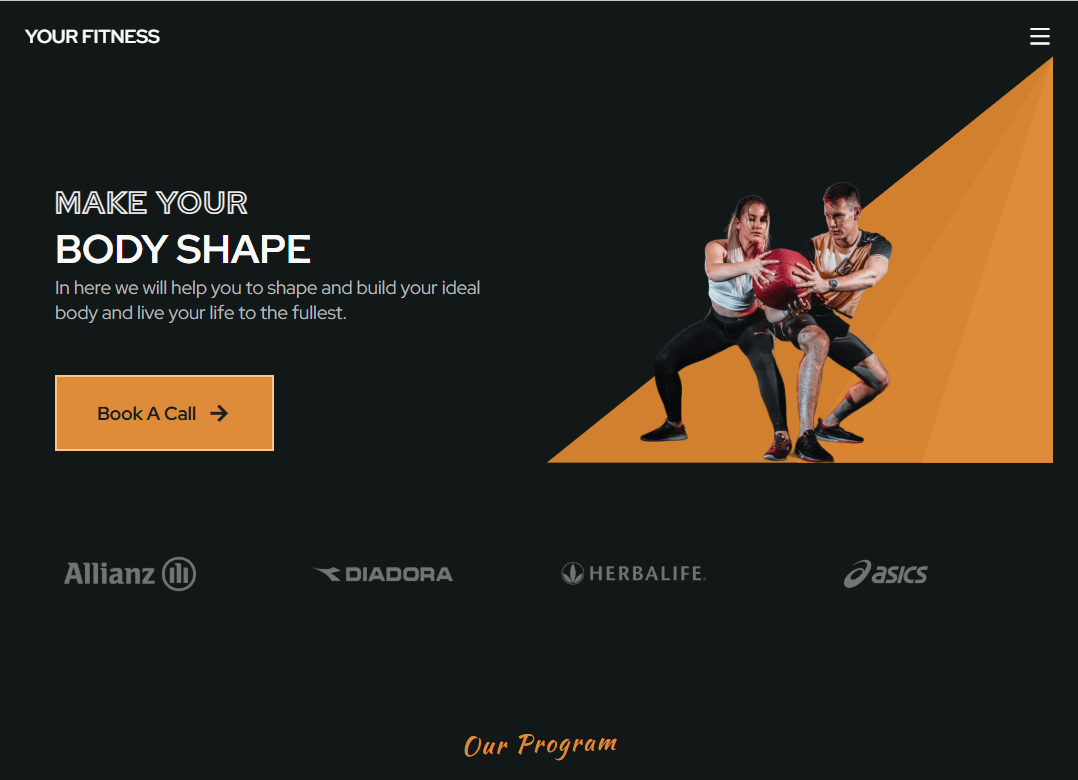 YOUR FITNESS
MAKE YOUR
BODY SHAPE
In here we will help you to shape and build your ideal
body and live your life to the fullest.
Book A Call
Allianz
DIADORA
HERBALIFE
asics
Our Program